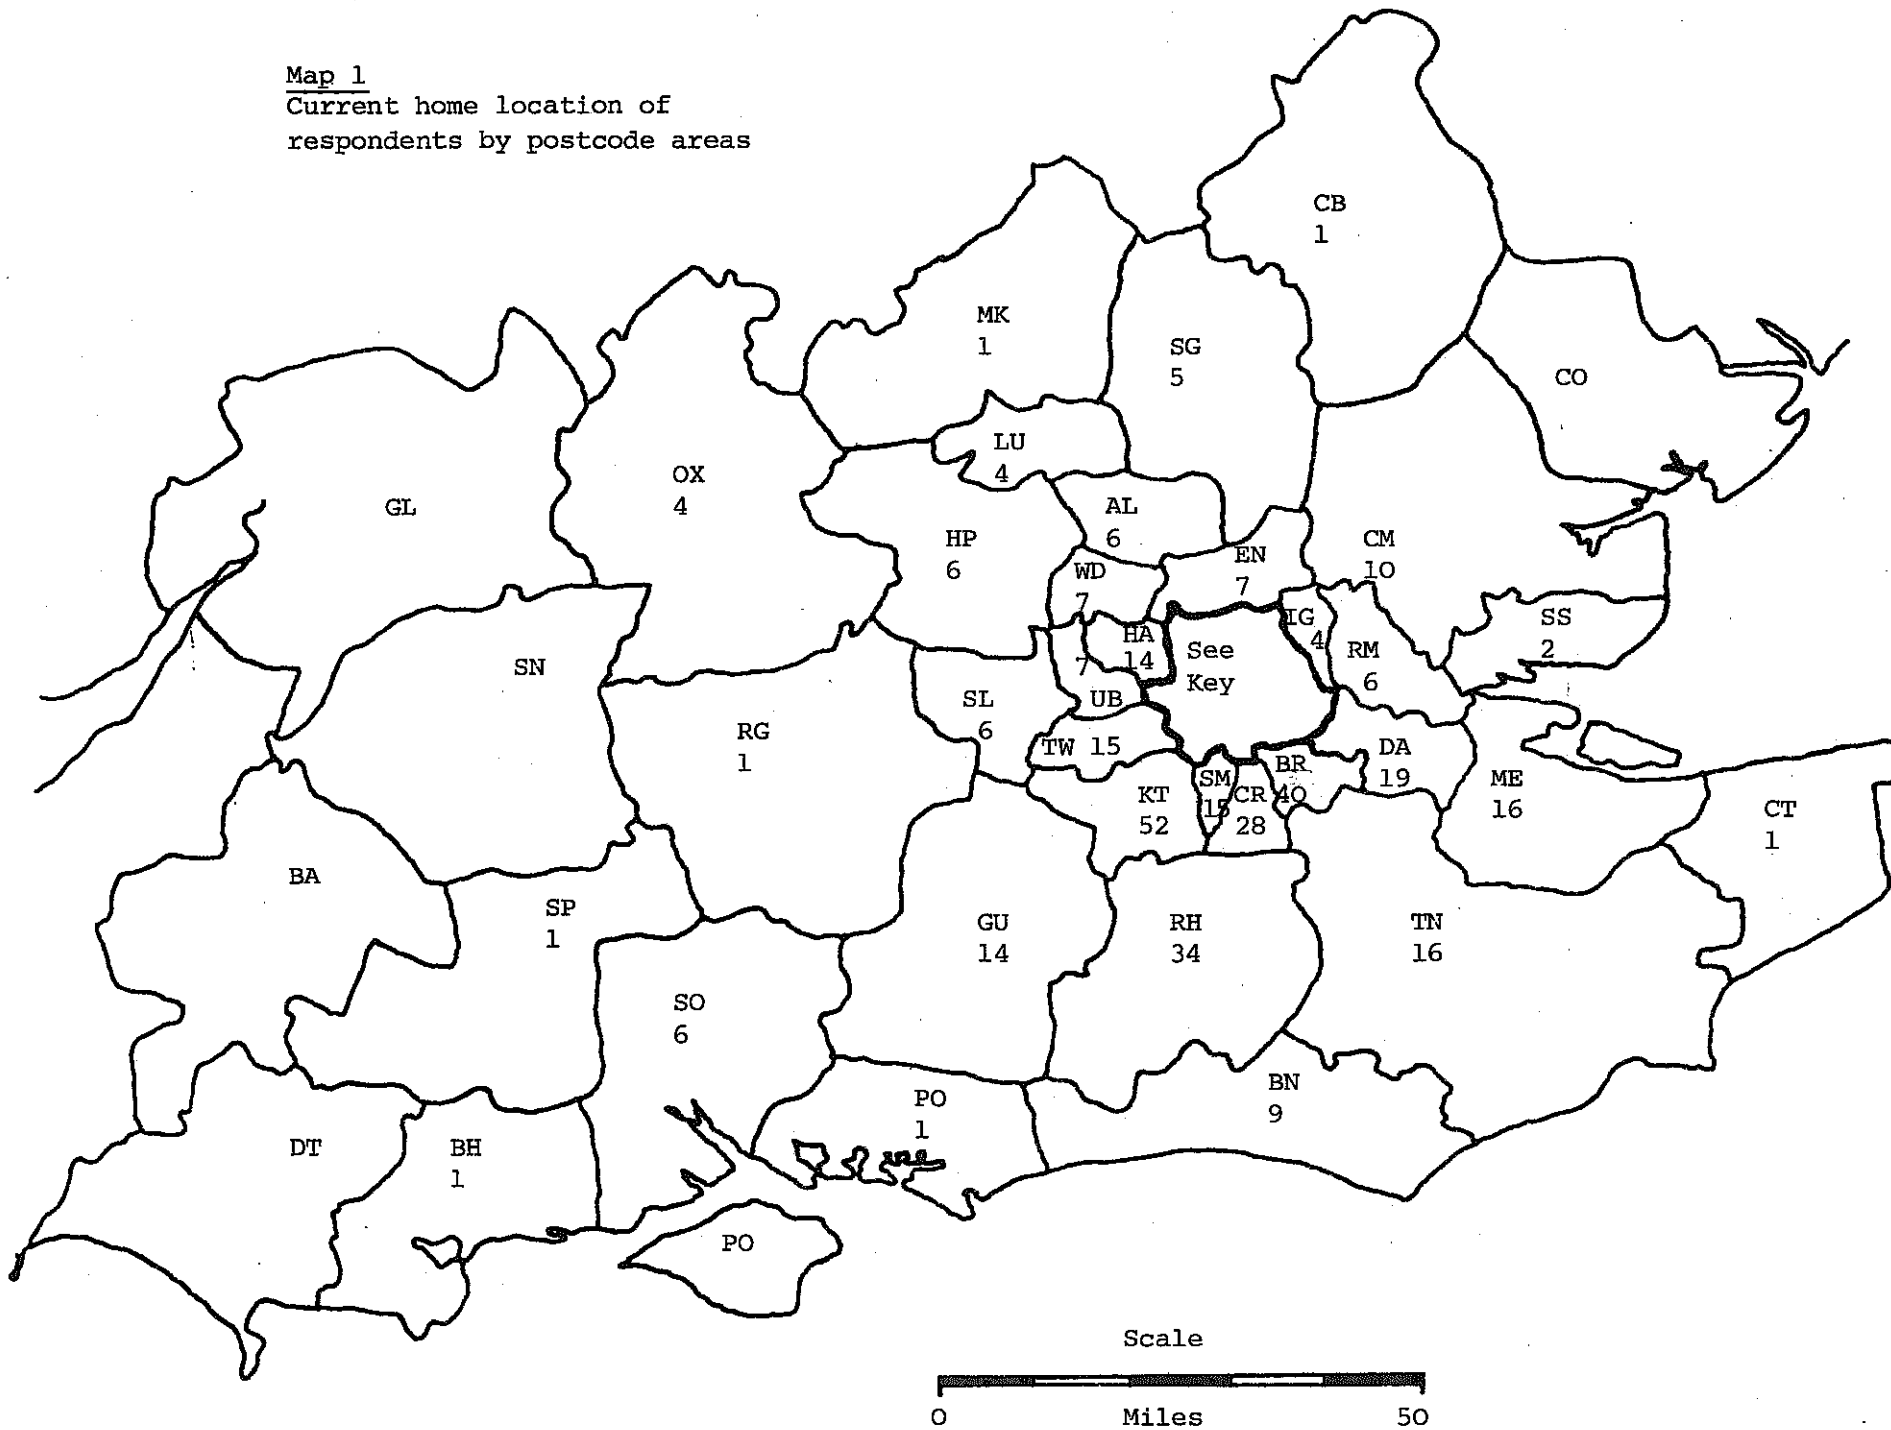 Map 1
Current home location of
respondents by postcode areas
CB
1
MK
1
SG
5
CO
LU
4
OX
4
GL
AL
6
HP
6
CM
10
EN
7
WD
7
IG
4
SS
2
HA
14
See
Key
RM
6
SN
7
UB
SL
6
RG
1
TW 15
DA
19
BR
40
SM
15
ME
16
KT
52
CR
28
CT
1
BA
SP
1
GU
14
RH
34
TN
16
SO
6
BN
9
PO
1
DT
BH
1
PO
Scale
0 Miles 50